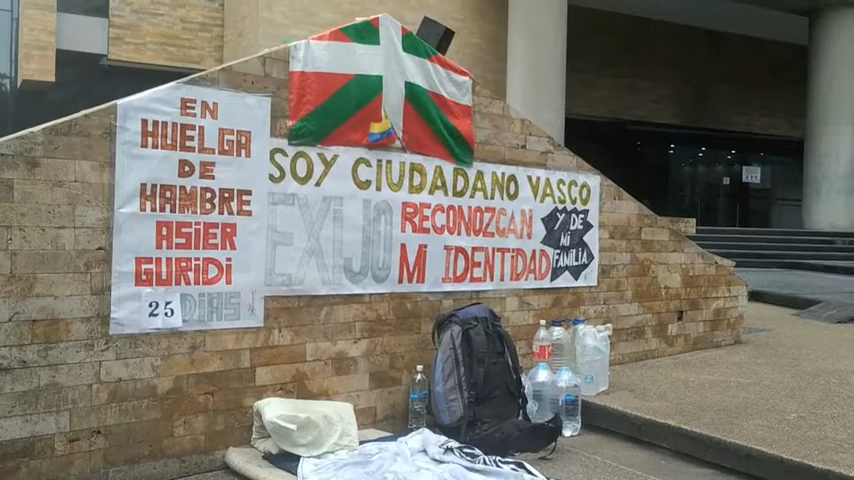 EN
HUELGA
DE
HAMBRE
ASIER
GURIDI
25 DIAS
SOY CIUDADANO VASCO
EXIJO
RECONOZCAN
MI IDENTIDAD
Y DE
MI
FAMILIA